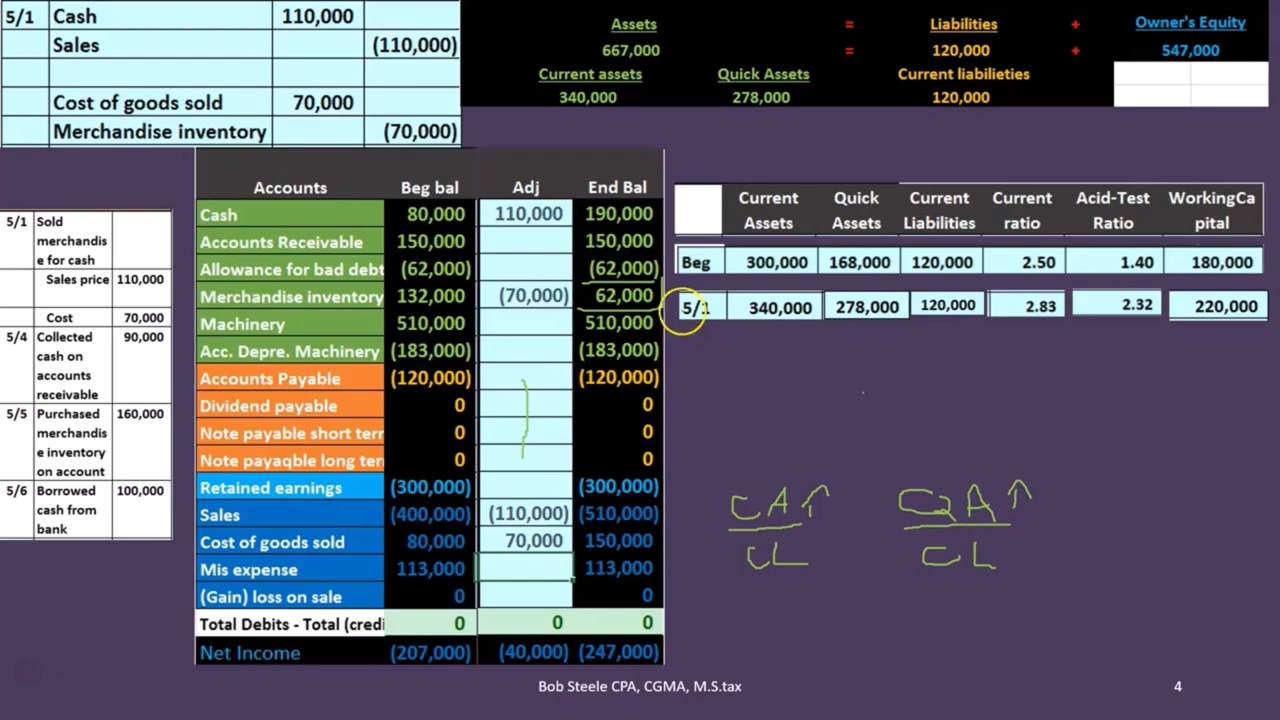 5/1 Cash 110,000
Sales (110,000)
Cost of goods sold 70,000
Merchandise inventory (70,000)
Assets = Liabilities + Owner's Equity
667,000 = 120,000 + 547,000
Current assets Quick Assets Current liabilieties
340,000 278,000 120,000
5/1 Sold merchandis e for cash
Sales price 110,000
Cost 70,000
5/4 Collected cash on accounts receivable 90,000
5/5 Purchased merchandis e inventory on account 160,000
5/6 Borrowed cash from bank 100,000
Accounts Beg bal Adj End Bal
Cash 80,000 110,000 190,000
Accounts Receivable 150,000 150,000
Allowance for bad debt (62,000) (62,000)
Merchandise inventory 132,000 (70,000) 62,000
Machinery 510,000 510,000
Acc. Depre. Machinery (183,000) (183,000)
Accounts Payable (120,000) (120,000)
Dividend payable 0 0
Note payable short terr 0 0
Note payaqble long ter 0 0
Retained earnings (300,000) (300,000)
Sales (400,000) (110,000) (510,000)
Cost of goods sold 80,000 70,000 150,000
Mis expense 113,000 113,000
(Gain) loss on sale 0 0
Total Debits - Total (credi 0 0 0
Net Income (207,000) (40,000) (247,000)
Current Assets Quick Assets Current Liabilities Current ratio Acid-Test Ratio WorkingCa pital
Beg 300,000 168,000 120,000 2.50 1.40 180,000
5/1 340,000 278,000 120,000 2.83 2.32 220,000
CA↑ QA↑
CL CL
Bob Steele CPA, CGMA, M.S.tax 4